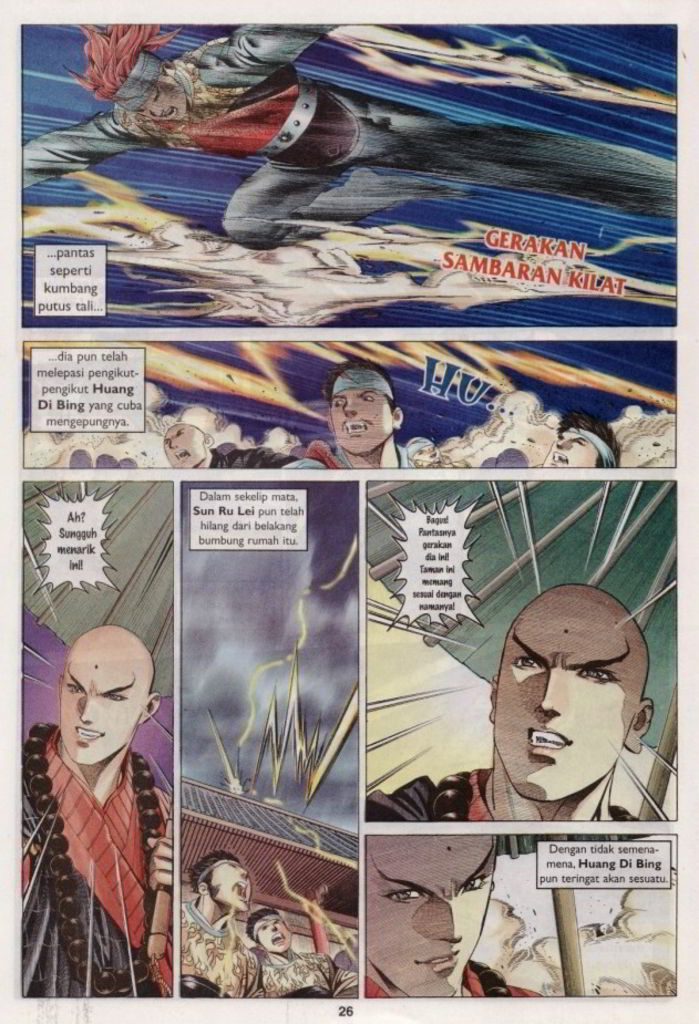 ...pantas
seperti
kumbang
putus tali...
GERAKAN
SAMBARAN KILAT
...dia pun telah
melepasi pengikut-
pengikut Huang
Di Bing yang cuba
mengepungnya.
HU...
Ah?
Sungguh
menarik
ini!
Dalam sekelip mata,
Sun Ru Lei pun telah
hilang dari belakang
bumbung rumah itu.
Bagus!
Pantasnya
gerakan
dia ini!
Taman ini
memang
sesuai dengan
namanya!
Dengan tidak semena-
mena, Huang Di Bing
pun teringat akan sesuatu.
26